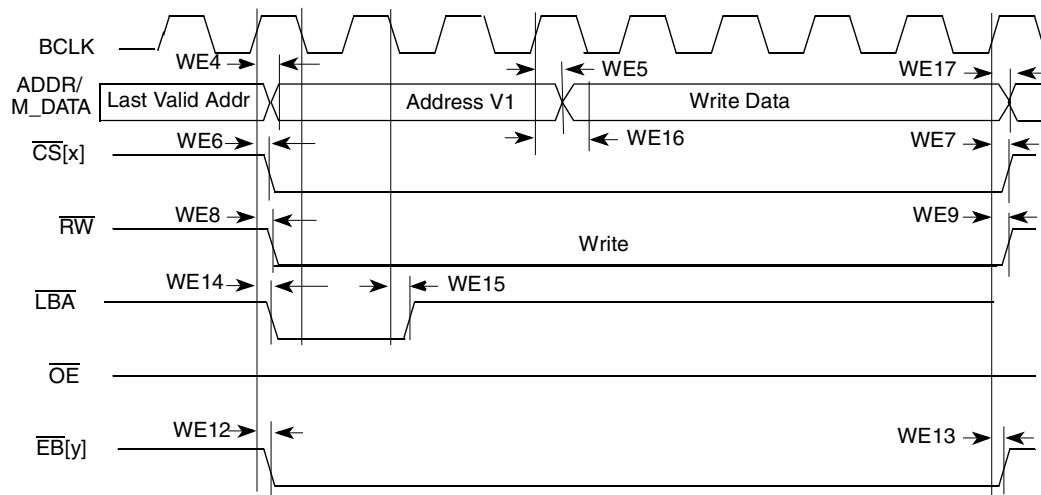 BCLK
WE4
WE5
WE17
ADDR/
M_DATA
Last Valid Addr
Address V1
Write Data
WE6
WE16
WE7
CS[x]
WE8
WE9
RW
Write
WE14
WE15
LBA
OE
WE12
WE13
EB[y]